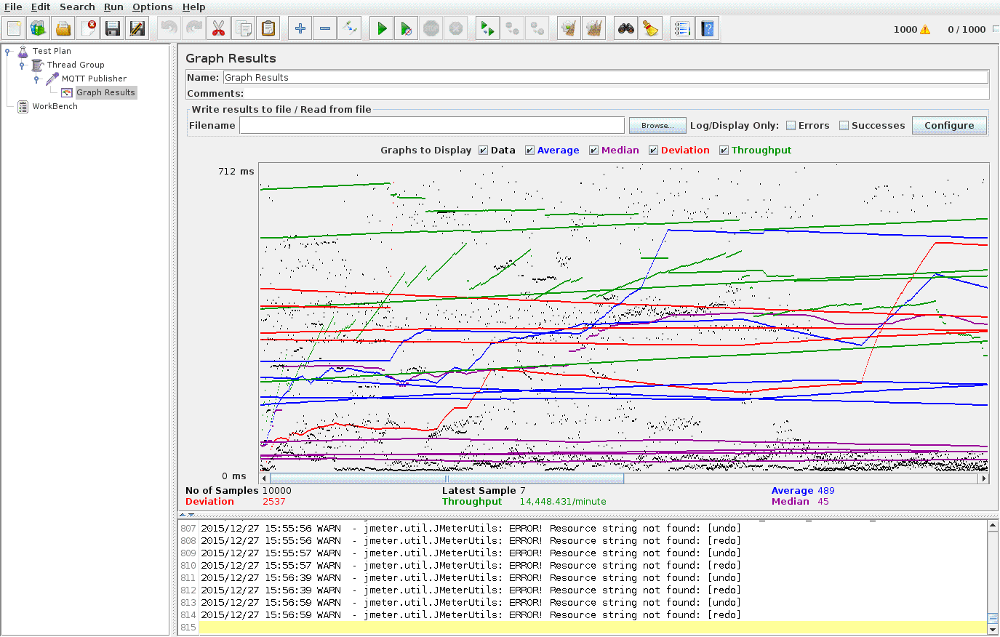 File Edit Search Run Options Help
1000 0 / 1000
Test Plan
Thread Group
MQTT Publisher
Graph Results
WorkBench
Graph Results
Name: Graph Results
Comments:
Write results to file / Read from file
Filename Browse... Log/Display Only: Errors Successes Configure
Graphs to Display Data Average Median Deviation Throughput
712 ms
0 ms
No of Samples 10000 Latest Sample 7 Average 489
Deviation 2537 Throughput 14,448.431/minute Median 45
807 2015/12/27 15:55:56 WARN - jmeter.util.JMeterUtils: ERROR! Resource string not found: [undo]
808 2015/12/27 15:55:56 WARN - jmeter.util.JMeterUtils: ERROR! Resource string not found: [redo]
809 2015/12/27 15:55:57 WARN - jmeter.util.JMeterUtils: ERROR! Resource string not found: [undo]
810 2015/12/27 15:55:57 WARN - jmeter.util.JMeterUtils: ERROR! Resource string not found: [redo]
811 2015/12/27 15:56:39 WARN - jmeter.util.JMeterUtils: ERROR! Resource string not found: [undo]
812 2015/12/27 15:56:39 WARN - jmeter.util.JMeterUtils: ERROR! Resource string not found: [redo]
813 2015/12/27 15:56:59 WARN - jmeter.util.JMeterUtils: ERROR! Resource string not found: [undo]
814 2015/12/27 15:56:59 WARN - jmeter.util.JMeterUtils: ERROR! Resource string not found: [redo]
815